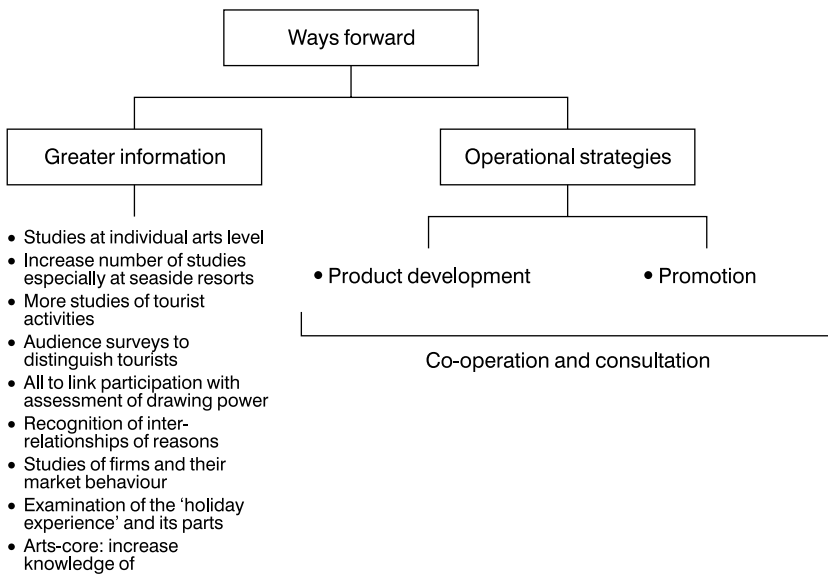 Ways forward
Greater information
• Studies at individual arts level
• Increase number of studies
especially at seaside resorts
• More studies of tourist
activities
• Audience surveys to
distinguish tourists
• All to link participation with
assessment of drawing power
• Recognition of inter-
relationships of reasons
• Studies of firms and their
market behaviour
• Examination of the ‘holiday
experience’ and its parts
• Arts-core: increase
knowledge of
Operational strategies
• Product development
• Promotion
Co-operation and consultation